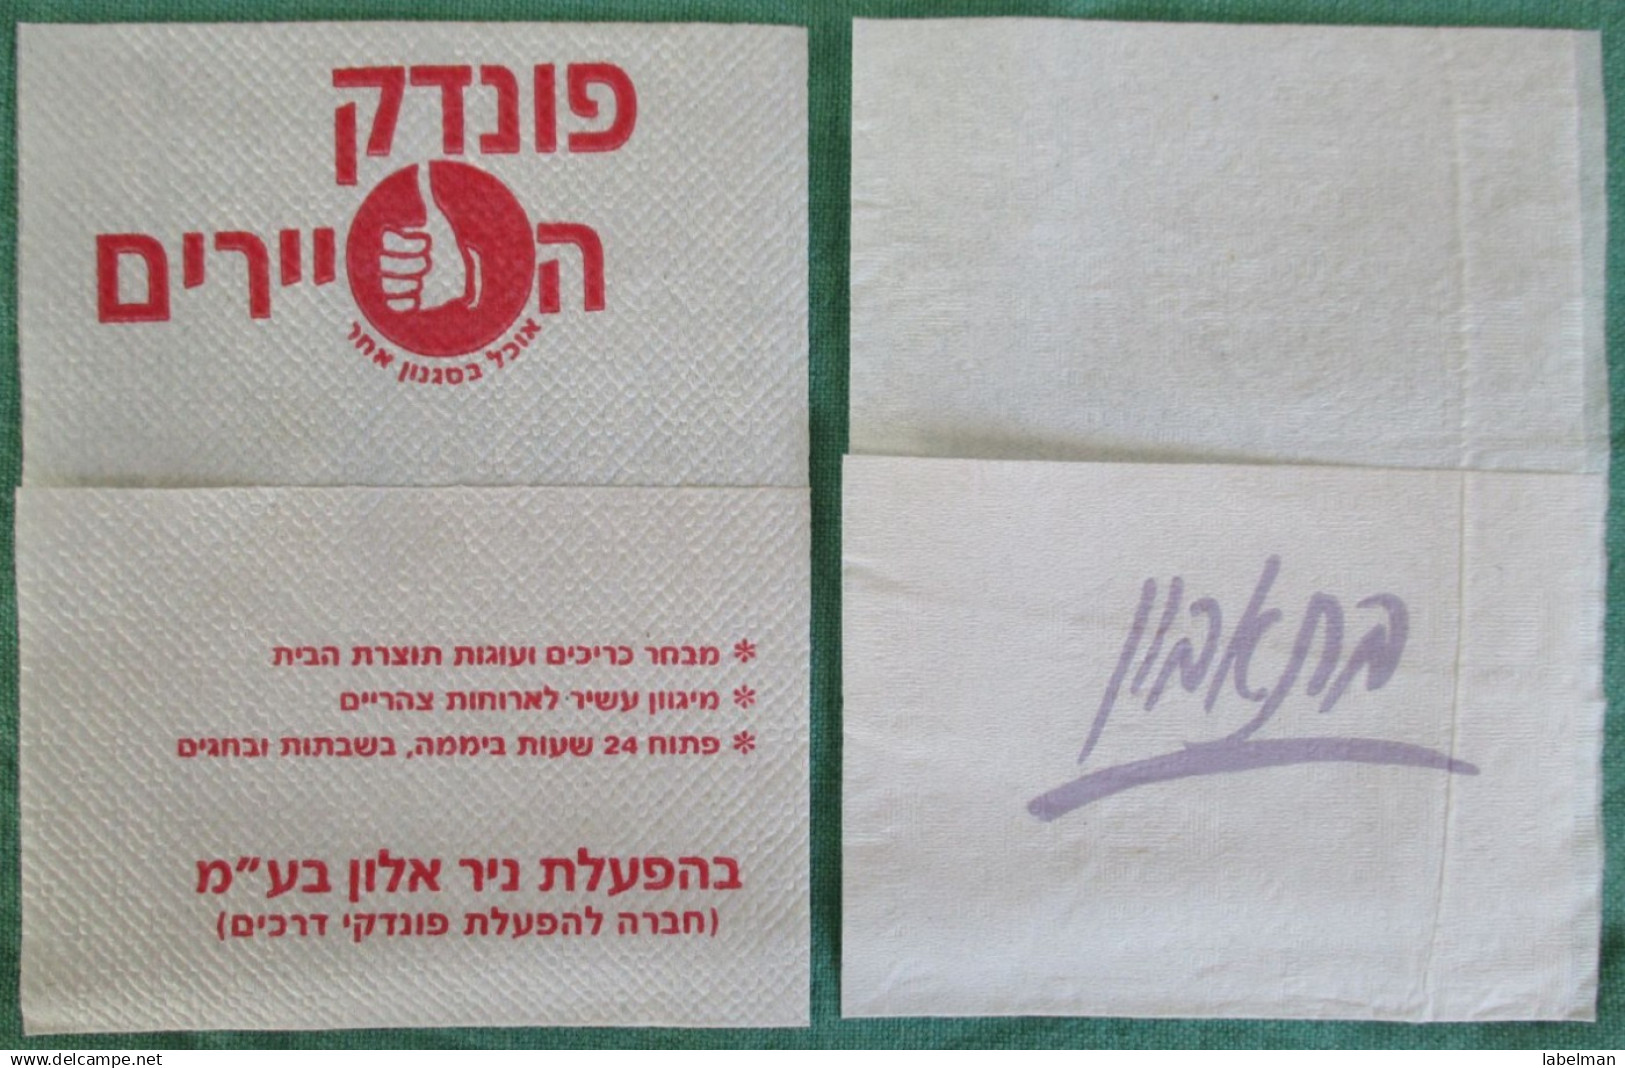 פונדק
היירים
אוכל בסגנון אחר
* מבחר כריכים ועוגות תוצרת הבית
* מיגוון עשיר לארוחות צהריים
* פתוח 24 שעות ביממה, בשבתות ובחגים
בהפעלת ניר אלון בע״מ
(חברה להפעלת פונדקי דרכים)
בתאבון
www.delcampe.net
labelman